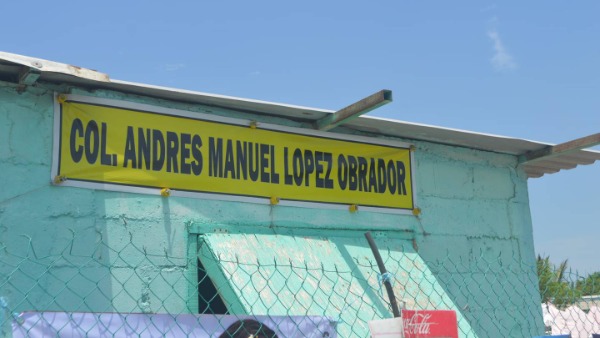 COL. ANDRES MANUEL LOPEZ OBRADOR
Coca-Cola